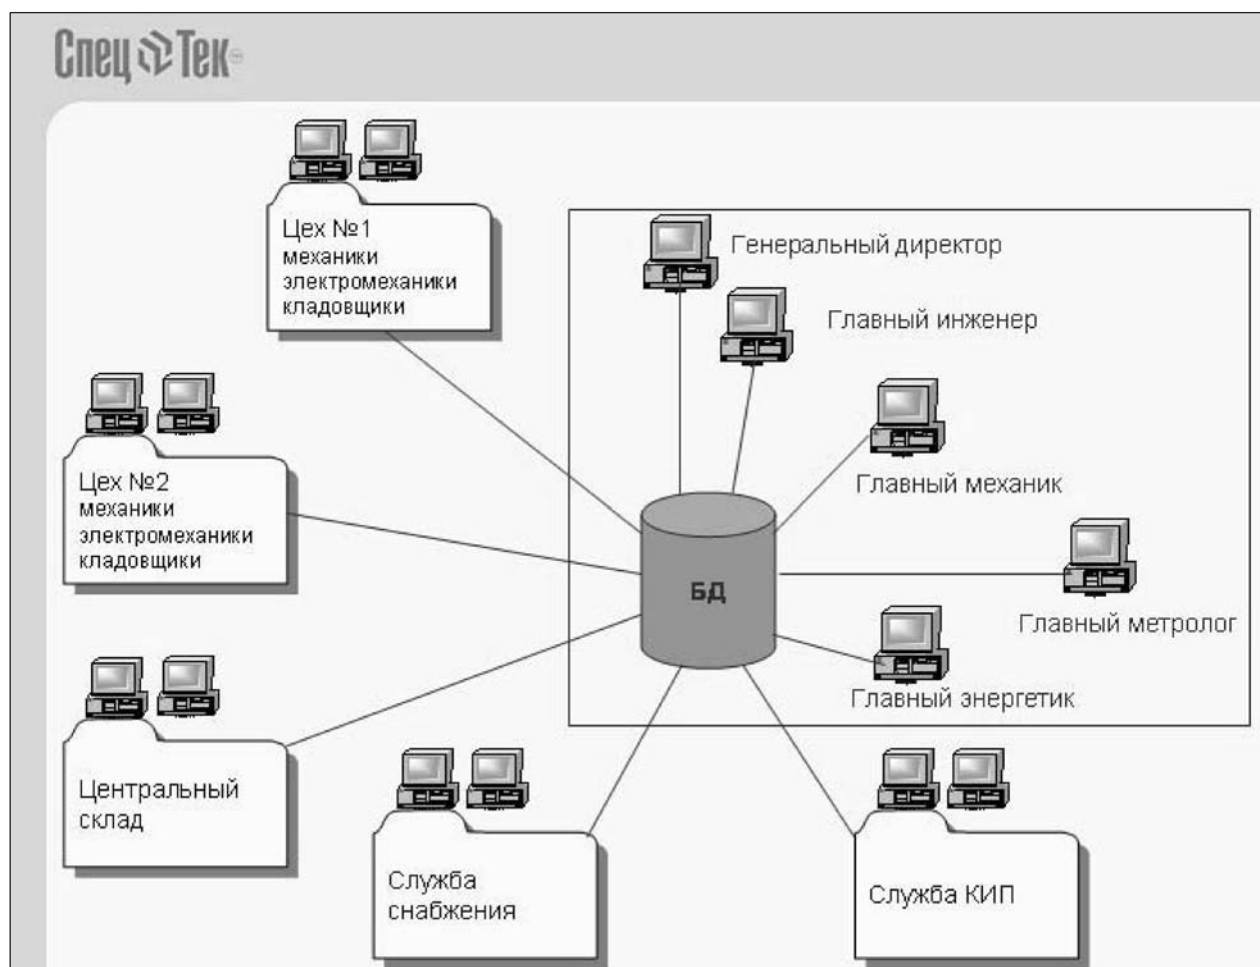 Спец Тек
Цех №1
механики
электромеханики
кладовщики
Генеральный директор
Главный инженер
Цех №2
механики
электромеханики
кладовщики
Главный механик
БД
Главный метролог
Главный энергетик
Центральный
склад
Служба
снабжения
Служба КИП